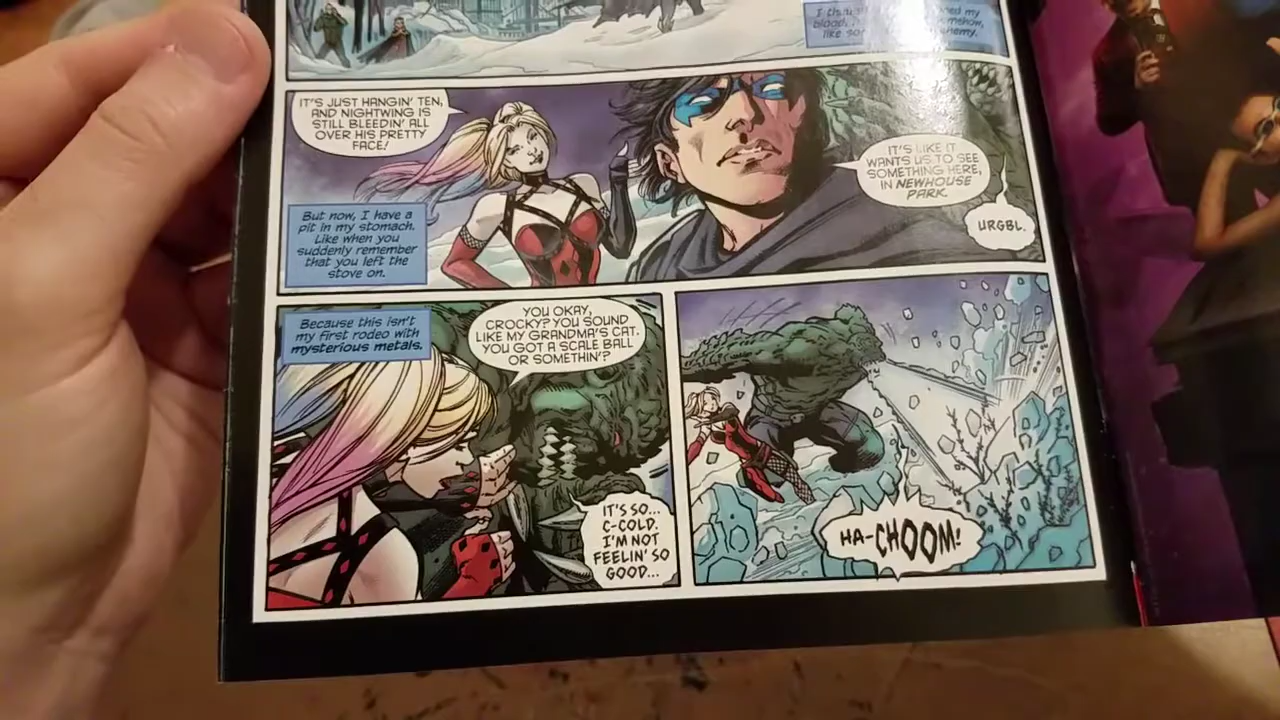 I
my
blood.
like
IT'S JUST HANGIN' TEN,
AND NIGHTWING IS
STILL BLEEDIN' ALL
OVER HIS PRETTY
FACE!
IT'S LIKE IT
WANTS US TO SEE
SOMETHING HERE,
IN NEWHOUSE
PARK.
URGBL.
But now, I have a
pit in my stomach.
Like when you
suddenly remember
that you left the
stove on.
Because this isn't
my first rodeo with
mysterious metals.
YOU OKAY,
CROCKY? YOU SOUND
LIKE MY GRANDMA'S CAT.
YOU GOT A SCALE BALL
OR SOMETHIN'?
IT'S SO...
C-COLD.
I'M NOT
FEELIN' SO
GOOD...
HA-CHOOM!